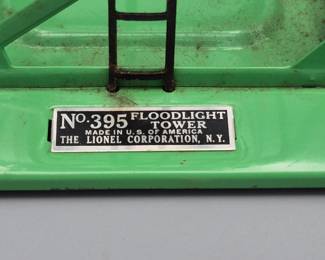 No. 395 FLOODLIGHT
TOWER
MADE IN U.S. OF AMERICA
THE LIONEL CORPORATION, N.Y.